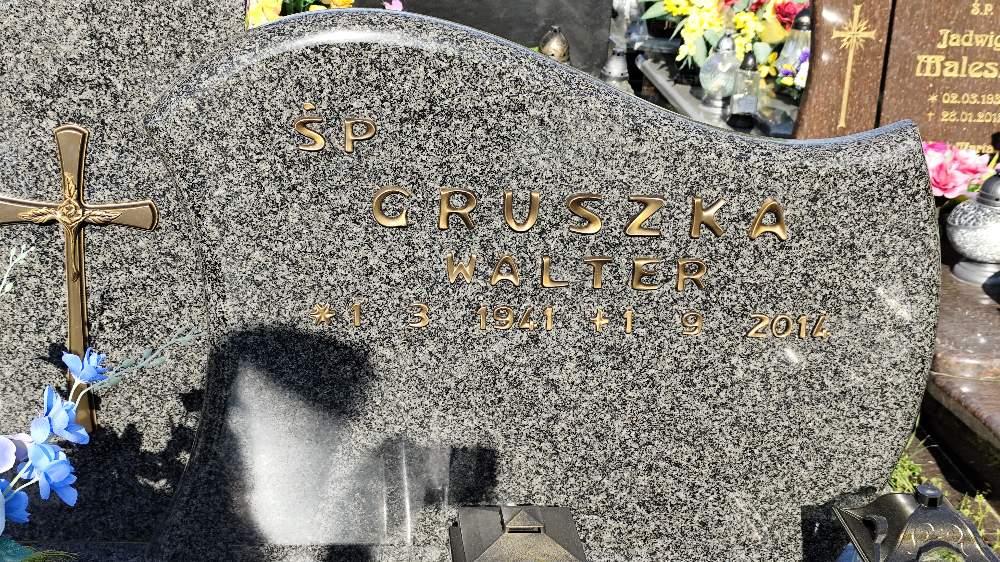 ŚP
GRUSZKA
WALTER
*1 3 1941 +1 9 2014
Ś.P.